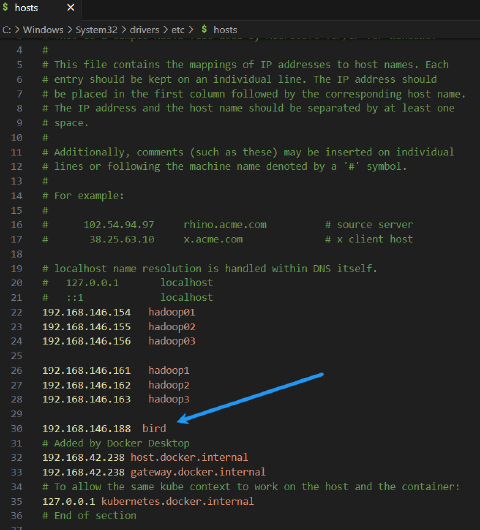 $ hosts ×
C: > Windows > System32 > drivers > etc > $ hosts
4 #
5 # This file contains the mappings of IP addresses to host names. Each
6 # entry should be kept on an individual line. The IP address should
7 # be placed in the first column followed by the corresponding host name.
8 # The IP address and the host name should be separated by at least one
9 # space.
10 #
11 # Additionally, comments (such as these) may be inserted on individual
12 # lines or following the machine name denoted by a '#' symbol.
13 #
14 # For example:
15 #
16 # 102.54.94.97 rhino.acme.com # source server
17 # 38.25.63.10 x.acme.com # x client host
18
19 # localhost name resolution is handled within DNS itself.
20 # 127.0.0.1 localhost
21 # ::1 localhost
22 192.168.146.154 hadoop01
23 192.168.146.155 hadoop02
24 192.168.146.156 hadoop03
25
26 192.168.146.161 hadoop1
27 192.168.146.162 hadoop2
28 192.168.146.163 hadoop3
29
30 192.168.146.188 bird
31 # Added by Docker Desktop
32 192.168.42.238 host.docker.internal
33 192.168.42.238 gateway.docker.internal
34 # To allow the same kube context to work on the host and the container:
35 127.0.0.1 kubernetes.docker.internal
36 # End of section